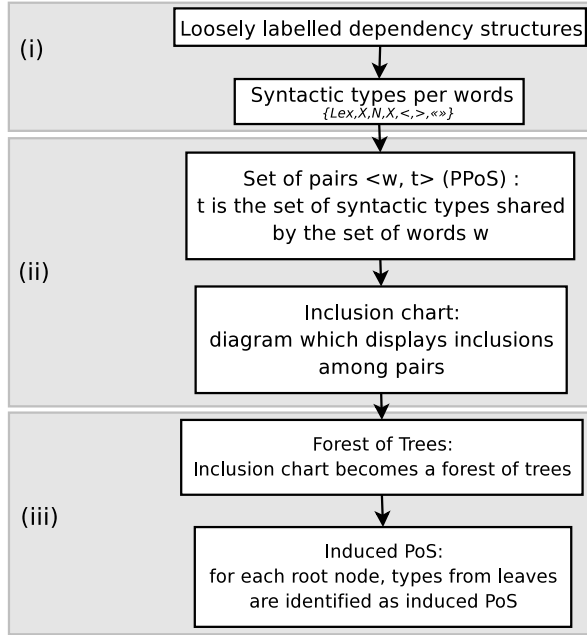 (i)
Loosely labelled dependency structures
Syntactic types per words
{Lex,X,N,X,<,>,«»}
(ii)
Set of pairs <w, t> (PPoS) :
t is the set of syntactic types shared
by the set of words w
Inclusion chart:
diagram which displays inclusions
among pairs
(iii)
Forest of Trees:
Inclusion chart becomes a forest of trees
Induced PoS:
for each root node, types from leaves
are identified as induced PoS